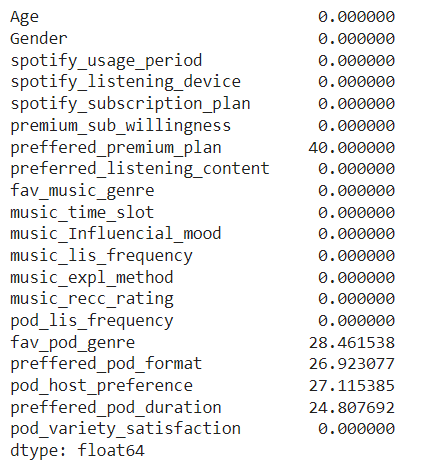 Age 0.000000
Gender 0.000000
spotify_usage_period 0.000000
spotify_listening_device 0.000000
spotify_subscription_plan 0.000000
premium_sub_willingness 0.000000
preffered_premium_plan 40.000000
preferred_listening_content 0.000000
fav_music_genre 0.000000
music_time_slot 0.000000
music_Influencial_mood 0.000000
music_lis_frequency 0.000000
music_expl_method 0.000000
music_recc_rating 0.000000
pod_lis_frequency 0.000000
fav_pod_genre 28.461538
preffered_pod_format 26.923077
pod_host_preference 27.115385
preffered_pod_duration 24.807692
pod_variety_satisfaction 0.000000
dtype: float64